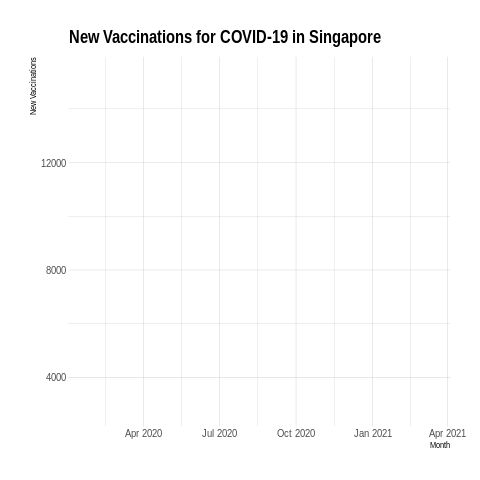 New Vaccinations for COVID-19 in Singapore
New Vaccinations
12000
8000
4000
Apr 2020 Jul 2020 Oct 2020 Jan 2021 Apr 2021
Month